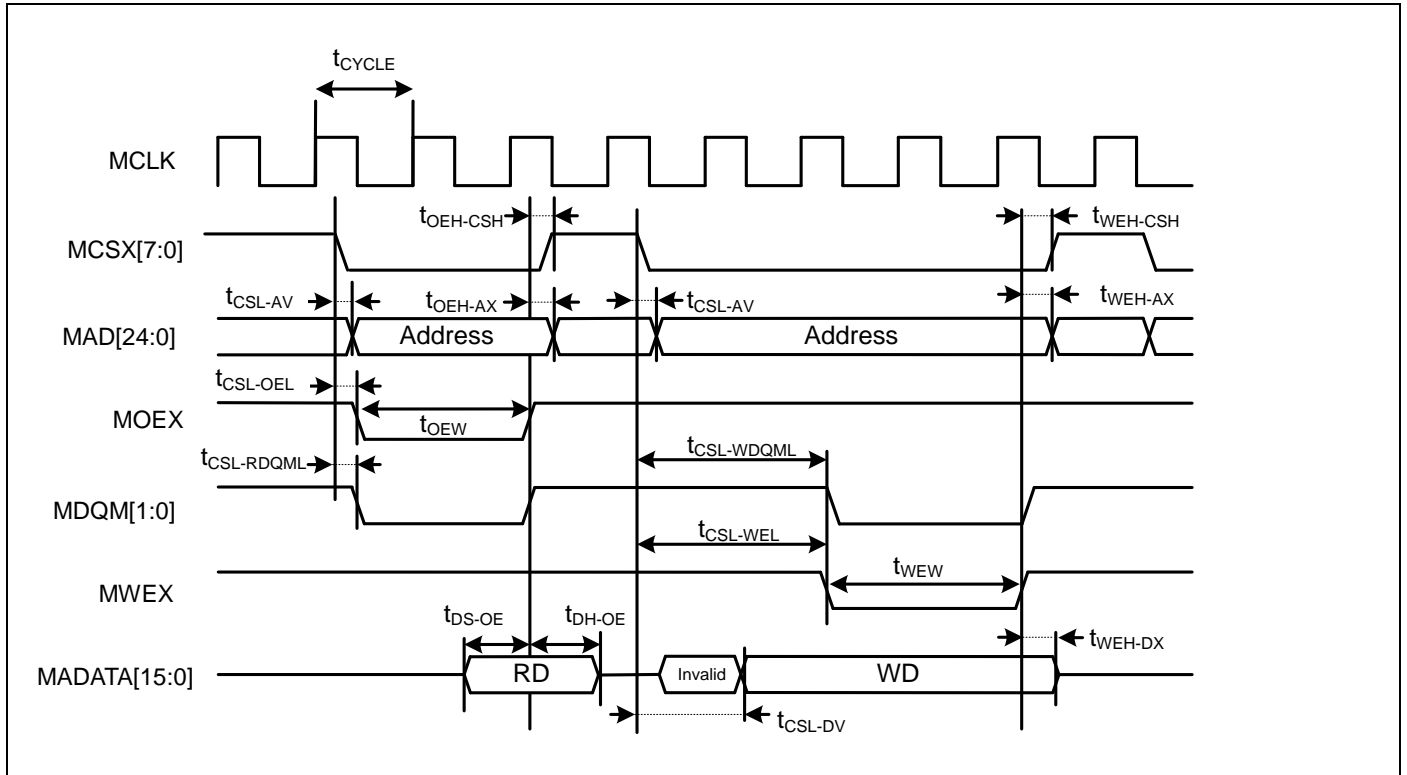 tCYCLE
MCLK
tOEH-CSH
tWEH-CSH
MCSX[7:0]
tCSL-AV
tOEH-AX
tCSL-AV
tWEH-AX
MAD[24:0]
Address
Address
tCSL-OEL
MOEX
tOEW
tCSL-WDQML
tCSL-RDQML
MDQM[1:0]
tCSL-WEL
tWEW
MWEX
tDS-OE
tDH-OE
tWEH-DX
MADATA[15:0]
RD
Invalid
WD
tCSL-DV